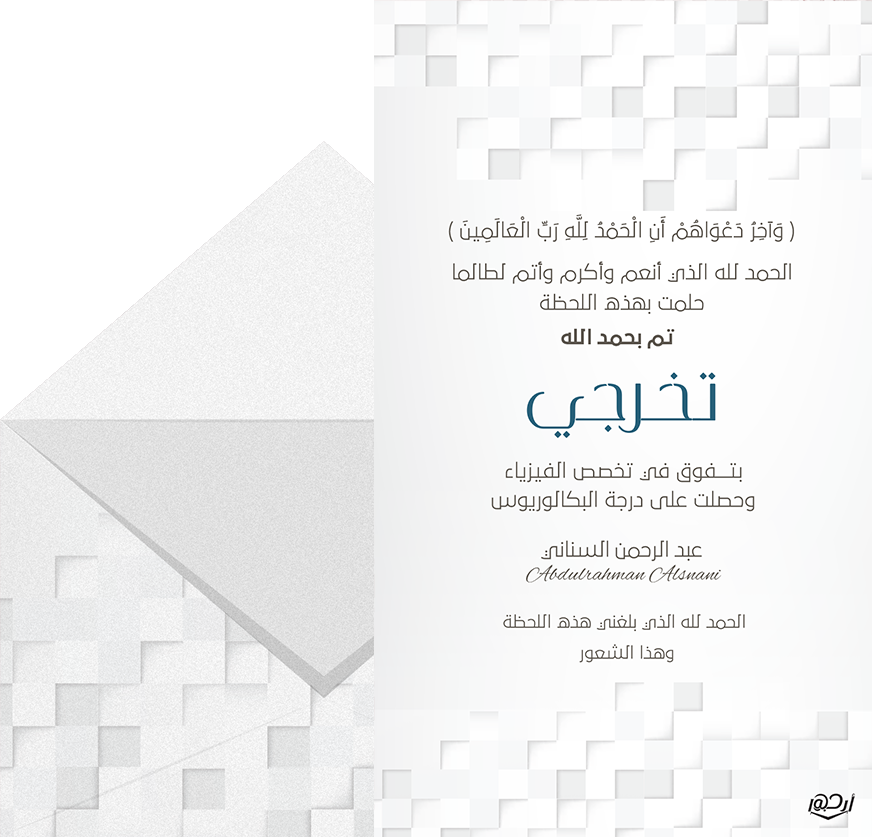 ( وَآخِرُ دَعْوَاهُمْ أَنِ الْحَمْدُ لِلَّهِ رَبِّ الْعَالَمِينَ )
الحمد لله الذي أنعم وأكرم وأتم لطالما
حلمت بهذه اللحظة
تم بحمد الله
تخرجي
بتـــفوق في تخصص الفيزياء
وحصلت على درجة البكالوريوس
عبد الرحمن السناني
Abdulrahman Alsnani
الحمد لله الذي بلغني هذه اللحظة
وهذا الشعور